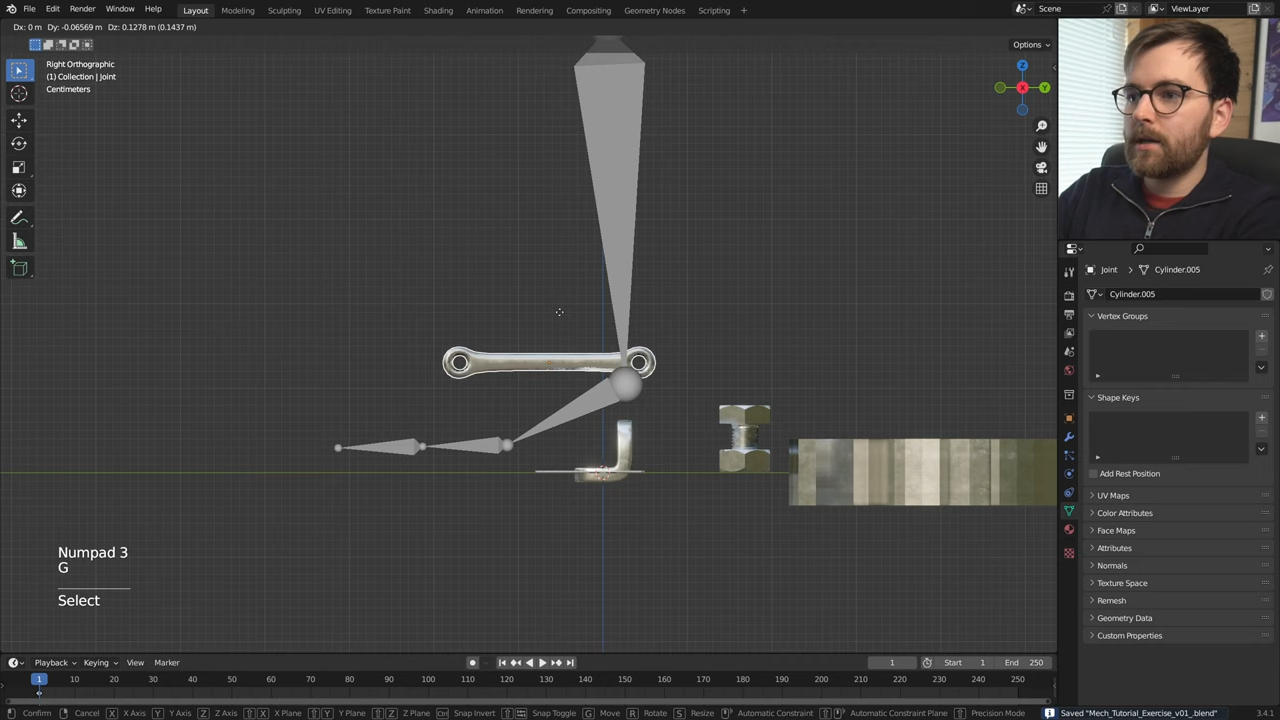 File Edit Render Window Help
Layout Modeling Sculpting UV Editing Texture Paint Shading Animation Rendering Compositing Geometry Nodes Scripting +
Scene
ViewLayer
Dx: 0 m Dy: -0.06569 m Dz: 0.1278 m (0.1437 m)
Options
Right Orthographic
(1) Collection | Joint
Centimeters
Z
X
Y
Numpad 3
G
Select
Joint > Cylinder.005
Cylinder.005
Vertex Groups
Shape Keys
Add Rest Position
UV Maps
Color Attributes
Face Maps
Attributes
Normals
Texture Space
Remesh
Geometry Data
Custom Properties
Playback Keying View Marker
1 Start 1 End 250
1 10 20 30 40 50 60 70 80 90 100 110 120 130 140 150 160 170 180 190 200 210 220 230 240 250
Confirm Cancel X X Axis Y Y Axis Z Z Axis X X Plane Y Y Plane Z Z Plane Snap Invert Snap Toggle G Move R Rotate S Resize Automatic Constraint Automatic Constraint Plane Precision Mode
Saved "Mech_Tutorial_Exercise_v01_.blend"
3.4.1